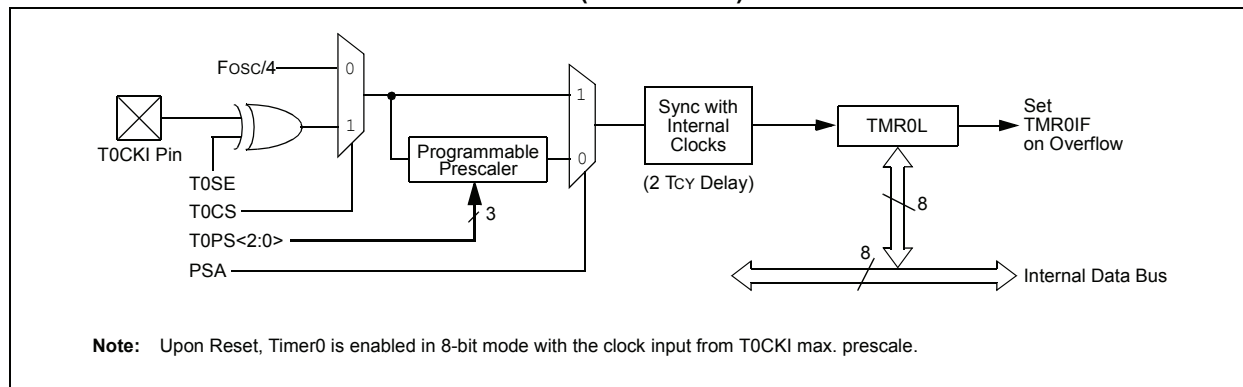 FOSC/4
0
1
T0CKI Pin
T0SE
T0CS
T0PS<2:0>
PSA
Programmable
Prescaler
3
1
0
Sync with
Internal
Clocks
(2 TCY Delay)
TMR0L
Set
TMR0IF
on Overflow
8
8
Internal Data Bus
Note: Upon Reset, Timer0 is enabled in 8-bit mode with the clock input from T0CKI max. prescale.